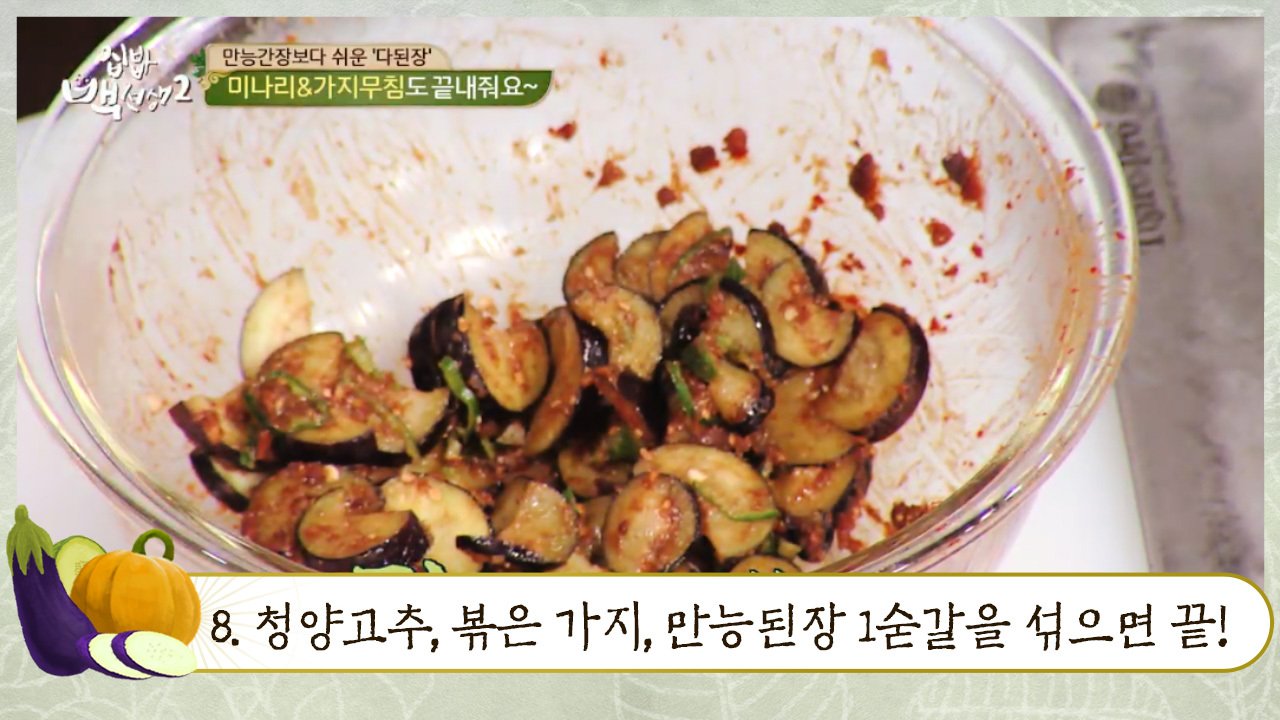 집밥
백선생2
만능간장보다 쉬운 '다된장'
미나리&가지무침도 끝내줘요~
8. 청양고추, 볶은 가지, 만능된장 1숟갈을 섞으면 끝!